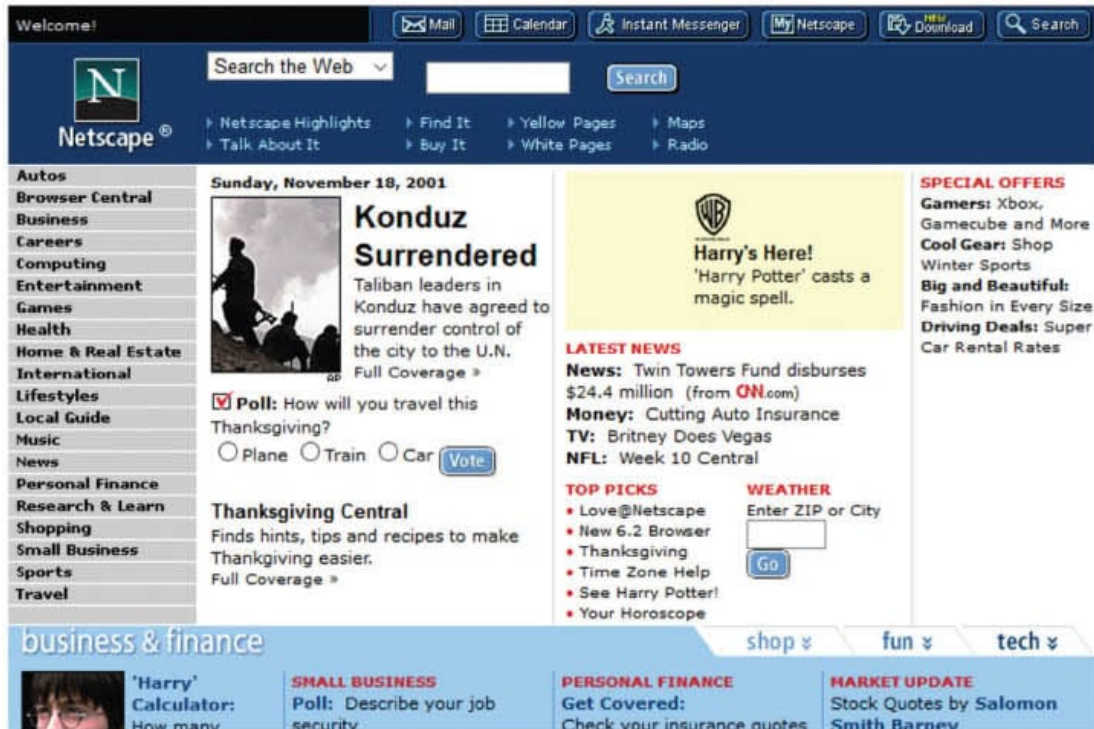 Welcome!
Mail
Calendar
Instant Messenger
My Netscape
NEW Download
Search
N
Netscape ®
Search the Web
Search
Netscape Highlights
Find It
Yellow Pages
Maps
Talk About It
Buy It
White Pages
Radio
Autos
Browser Central
Business
Careers
Computing
Entertainment
Games
Health
Home & Real Estate
International
Lifestyles
Local Guide
Music
News
Personal Finance
Research & Learn
Shopping
Small Business
Sports
Travel
Sunday, November 18, 2001
Konduz
Surrendered
Taliban leaders in
Konduz have agreed to
surrender control of
the city to the U.N.
Full Coverage »
AP
Poll: How will you travel this
Thanksgiving?
Plane Train Car Vote
Thanksgiving Central
Finds hints, tips and recipes to make
Thankgiving easier.
Full Coverage »
WB
Harry's Here!
'Harry Potter' casts a
magic spell.
LATEST NEWS
News: Twin Towers Fund disburses
$24.4 million (from CNN.com)
Money: Cutting Auto Insurance
TV: Britney Does Vegas
NFL: Week 10 Central
TOP PICKS
• Love@Netscape
• New 6.2 Browser
• Thanksgiving
• Time Zone Help
• See Harry Potter!
• Your Horoscope
WEATHER
Enter ZIP or City
Go
SPECIAL OFFERS
Gamers: Xbox,
Gamecube and More
Cool Gear: Shop
Winter Sports
Big and Beautiful:
Fashion in Every Size
Driving Deals: Super
Car Rental Rates
business & finance
shop
fun
tech
'Harry'
Calculator:
How many
SMALL BUSINESS
Poll: Describe your job
security
PERSONAL FINANCE
Get Covered:
Check your insurance quotes
MARKET UPDATE
Stock Quotes by Salomon
Smith Barney